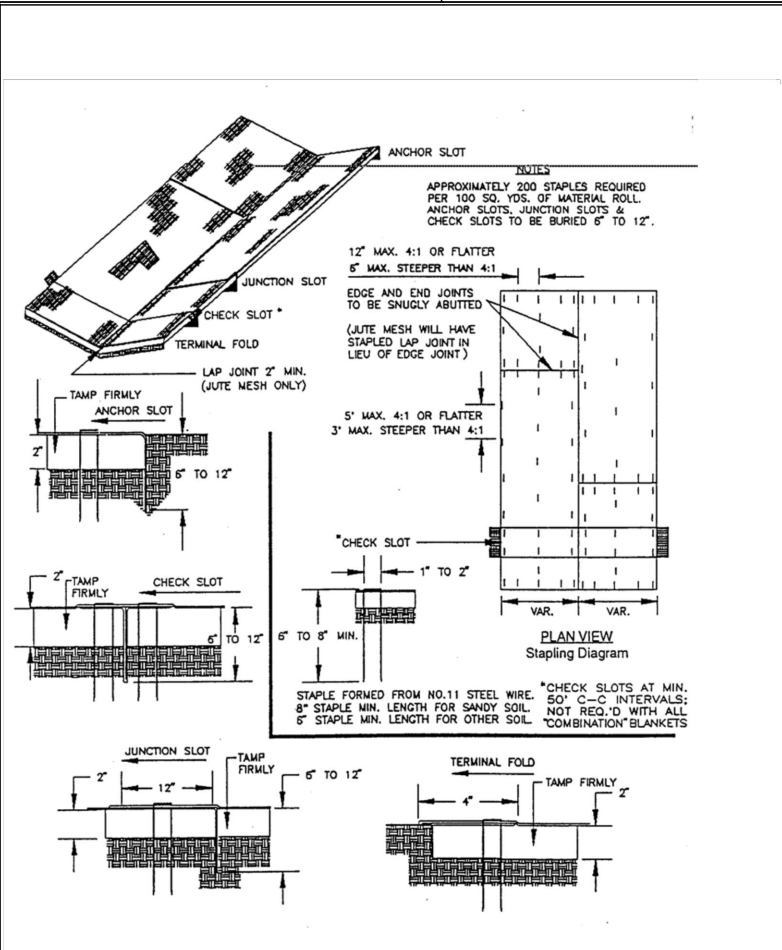 ANCHOR SLOT
NOTES
APPROXIMATELY 200 STAPLES REQUIRED
PER 100 SQ. YDS. OF MATERIAL ROLL.
ANCHOR SLOTS, JUNCTION SLOTS &
CHECK SLOTS TO BE BURIED 6" TO 12".
12" MAX. 4:1 OR FLATTER
6" MAX. STEEPER THAN 4:1
JUNCTION SLOT
EDGE AND END JOINTS
TO BE SNUGLY ABUTTED
CHECK SLOT *
(JUTE MESH WILL HAVE
STAPLED LAP JOINT IN
LIEU OF EDGE JOINT)
TERMINAL FOLD
LAP JOINT 2" MIN.
(JUTE MESH ONLY)
TAMP FIRMLY
ANCHOR SLOT
2"
6" TO 12"
5' MAX. 4:1 OR FLATTER
3' MAX. STEEPER THAN 4:1
*CHECK SLOT
1" TO 2"
2"
TAMP
FIRMLY
CHECK SLOT
6" TO 12"
6" TO 8" MIN.
VAR.
VAR.
PLAN VIEW
Stapling Diagram
STAPLE FORMED FROM NO.11 STEEL WIRE.
8" STAPLE MIN. LENGTH FOR SANDY SOIL.
6" STAPLE MIN. LENGTH FOR OTHER SOIL.
*CHECK SLOTS AT MIN.
50' C-C INTERVALS;
NOT REQ.'D WITH ALL
"COMBINATION" BLANKETS
JUNCTION SLOT
2"
12"
TAMP
FIRMLY
6" TO 12"
TERMINAL FOLD
4"
TAMP FIRMLY
2"